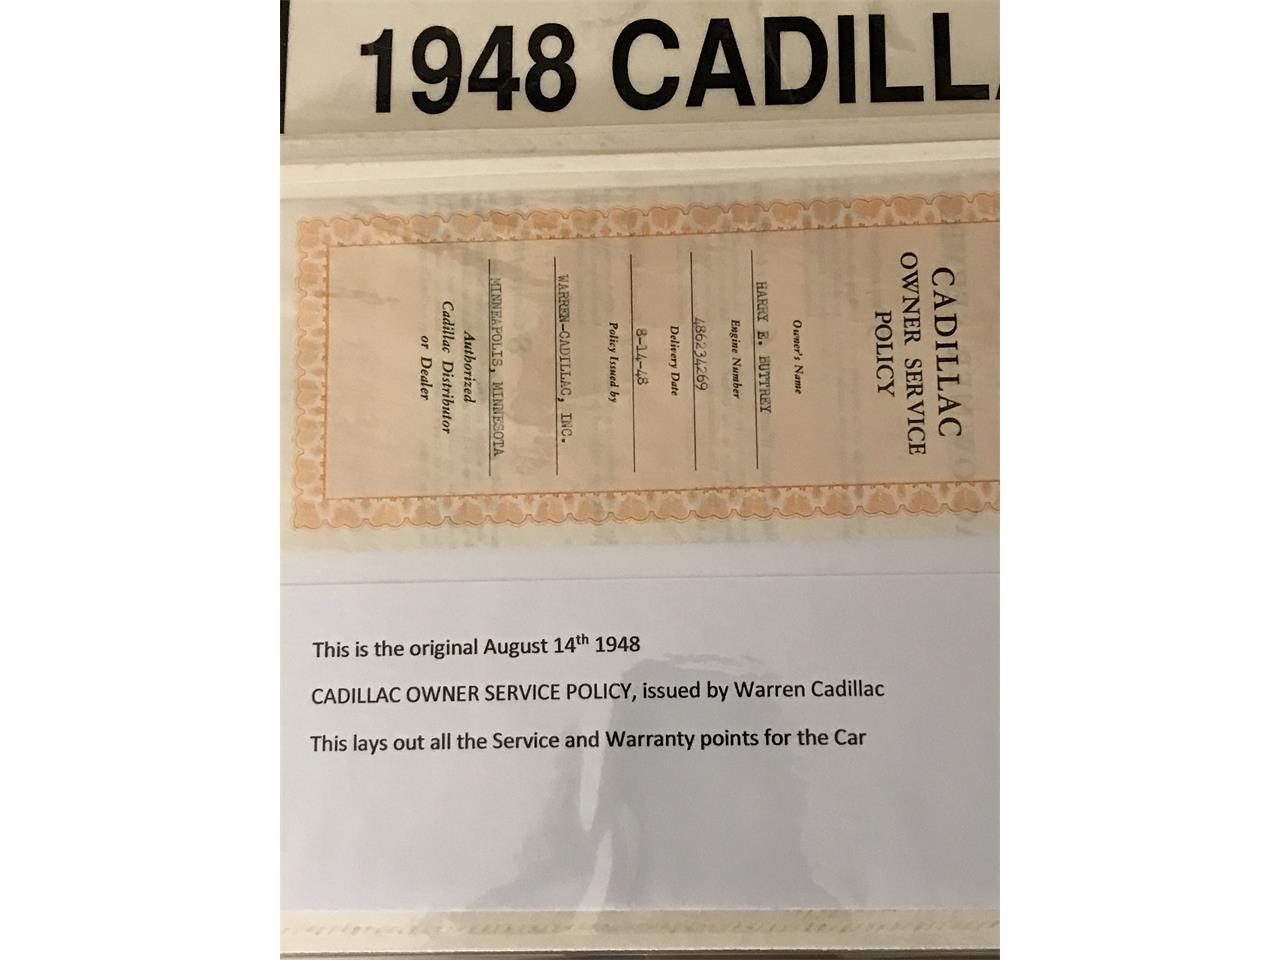 1948 CADILL
CADILLAC
OWNER SERVICE
POLICY
Owner's Name
HARRY E. BUTTREY
Engine Number
486234269
Delivery Date
8-14-48
Policy Issued by
WARREN-CADILLAC, INC.
MINNEAPOLIS, MINNESOTA
Authorized
Cadillac Distributor
or Dealer
This is the original August 14th 1948
CADILLAC OWNER SERVICE POLICY, issued by Warren Cadillac
This lays out all the Service and Warranty points for the Car